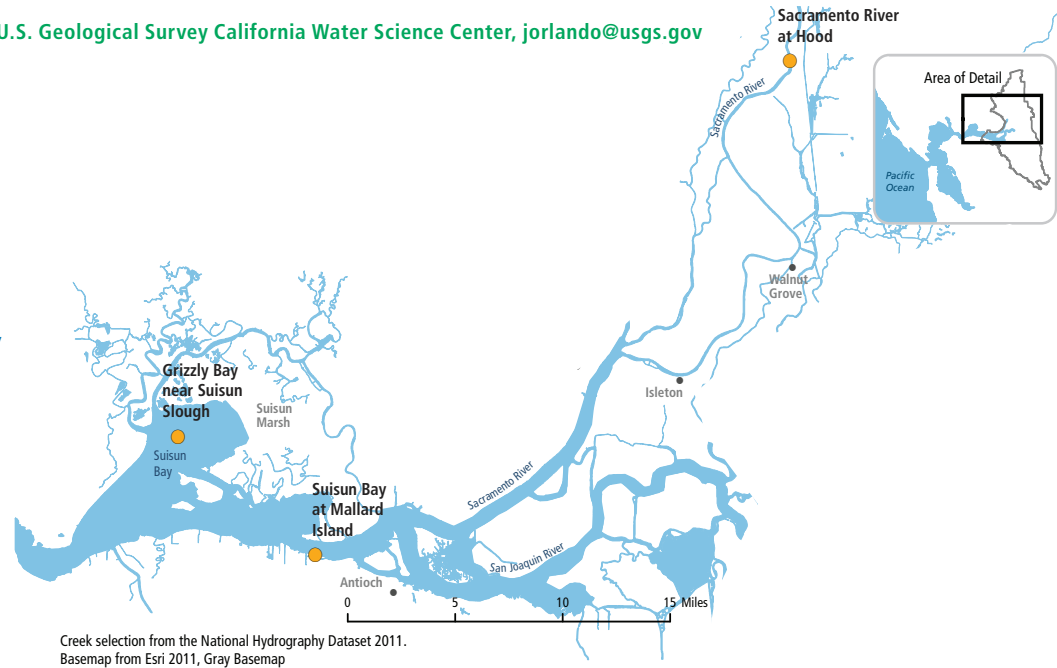 U.S. Geological Survey California Water Science Center, jorlando@usgs.gov
Sacramento River
at Hood
Area of Detail
Pacific
Ocean
Sacramento River
Walnut
Grove
Isleton
Grizzly Bay
near Suisun
Slough
Suisun
Marsh
Suisun
Bay
Suisun Bay
at Mallard
Island
Sacramento River
San Joaquin River
Antioch
0 5 10 15 Miles
Creek selection from the National Hydrography Dataset 2011.
Basemap from Esri 2011, Gray Basemap